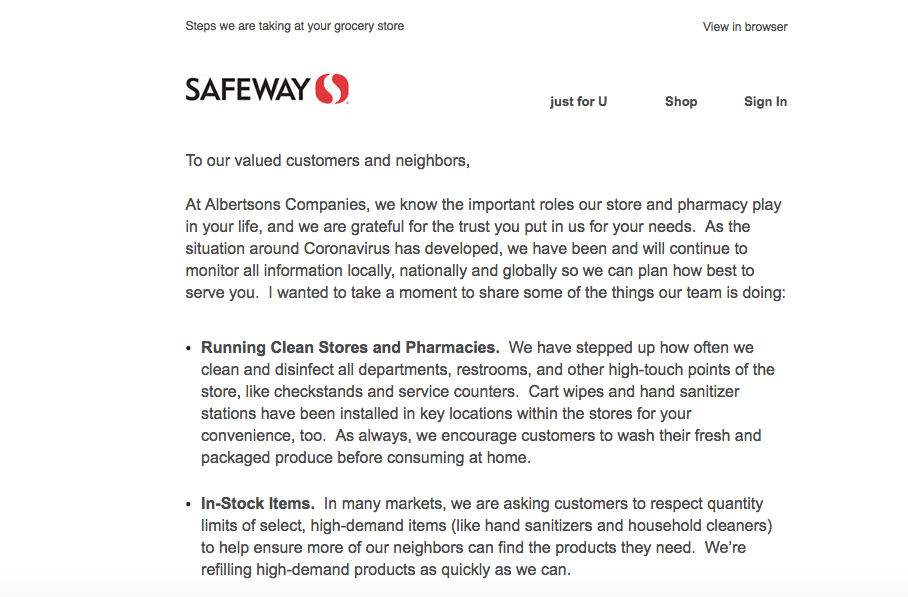 Steps we are taking at your grocery store
View in browser
SAFEWAY
just for U
Shop
Sign In
To our valued customers and neighbors,
At Albertsons Companies, we know the important roles our store and pharmacy play
in your life, and we are grateful for the trust you put in us for your needs.  As the
situation around Coronavirus has developed, we have been and will continue to
monitor all information locally, nationally and globally so we can plan how best to
serve you.  I wanted to take a moment to share some of the things our team is doing:
• Running Clean Stores and Pharmacies.  We have stepped up how often we
clean and disinfect all departments, restrooms, and other high-touch points of the
store, like checkstands and service counters.  Cart wipes and hand sanitizer
stations have been installed in key locations within the stores for your
convenience, too.  As always, we encourage customers to wash their fresh and
packaged produce before consuming at home.
• In-Stock Items.  In many markets, we are asking customers to respect quantity
limits of select, high-demand items (like hand sanitizers and household cleaners)
to help ensure more of our neighbors can find the products they need.  We’re
refilling high-demand products as quickly as we can.